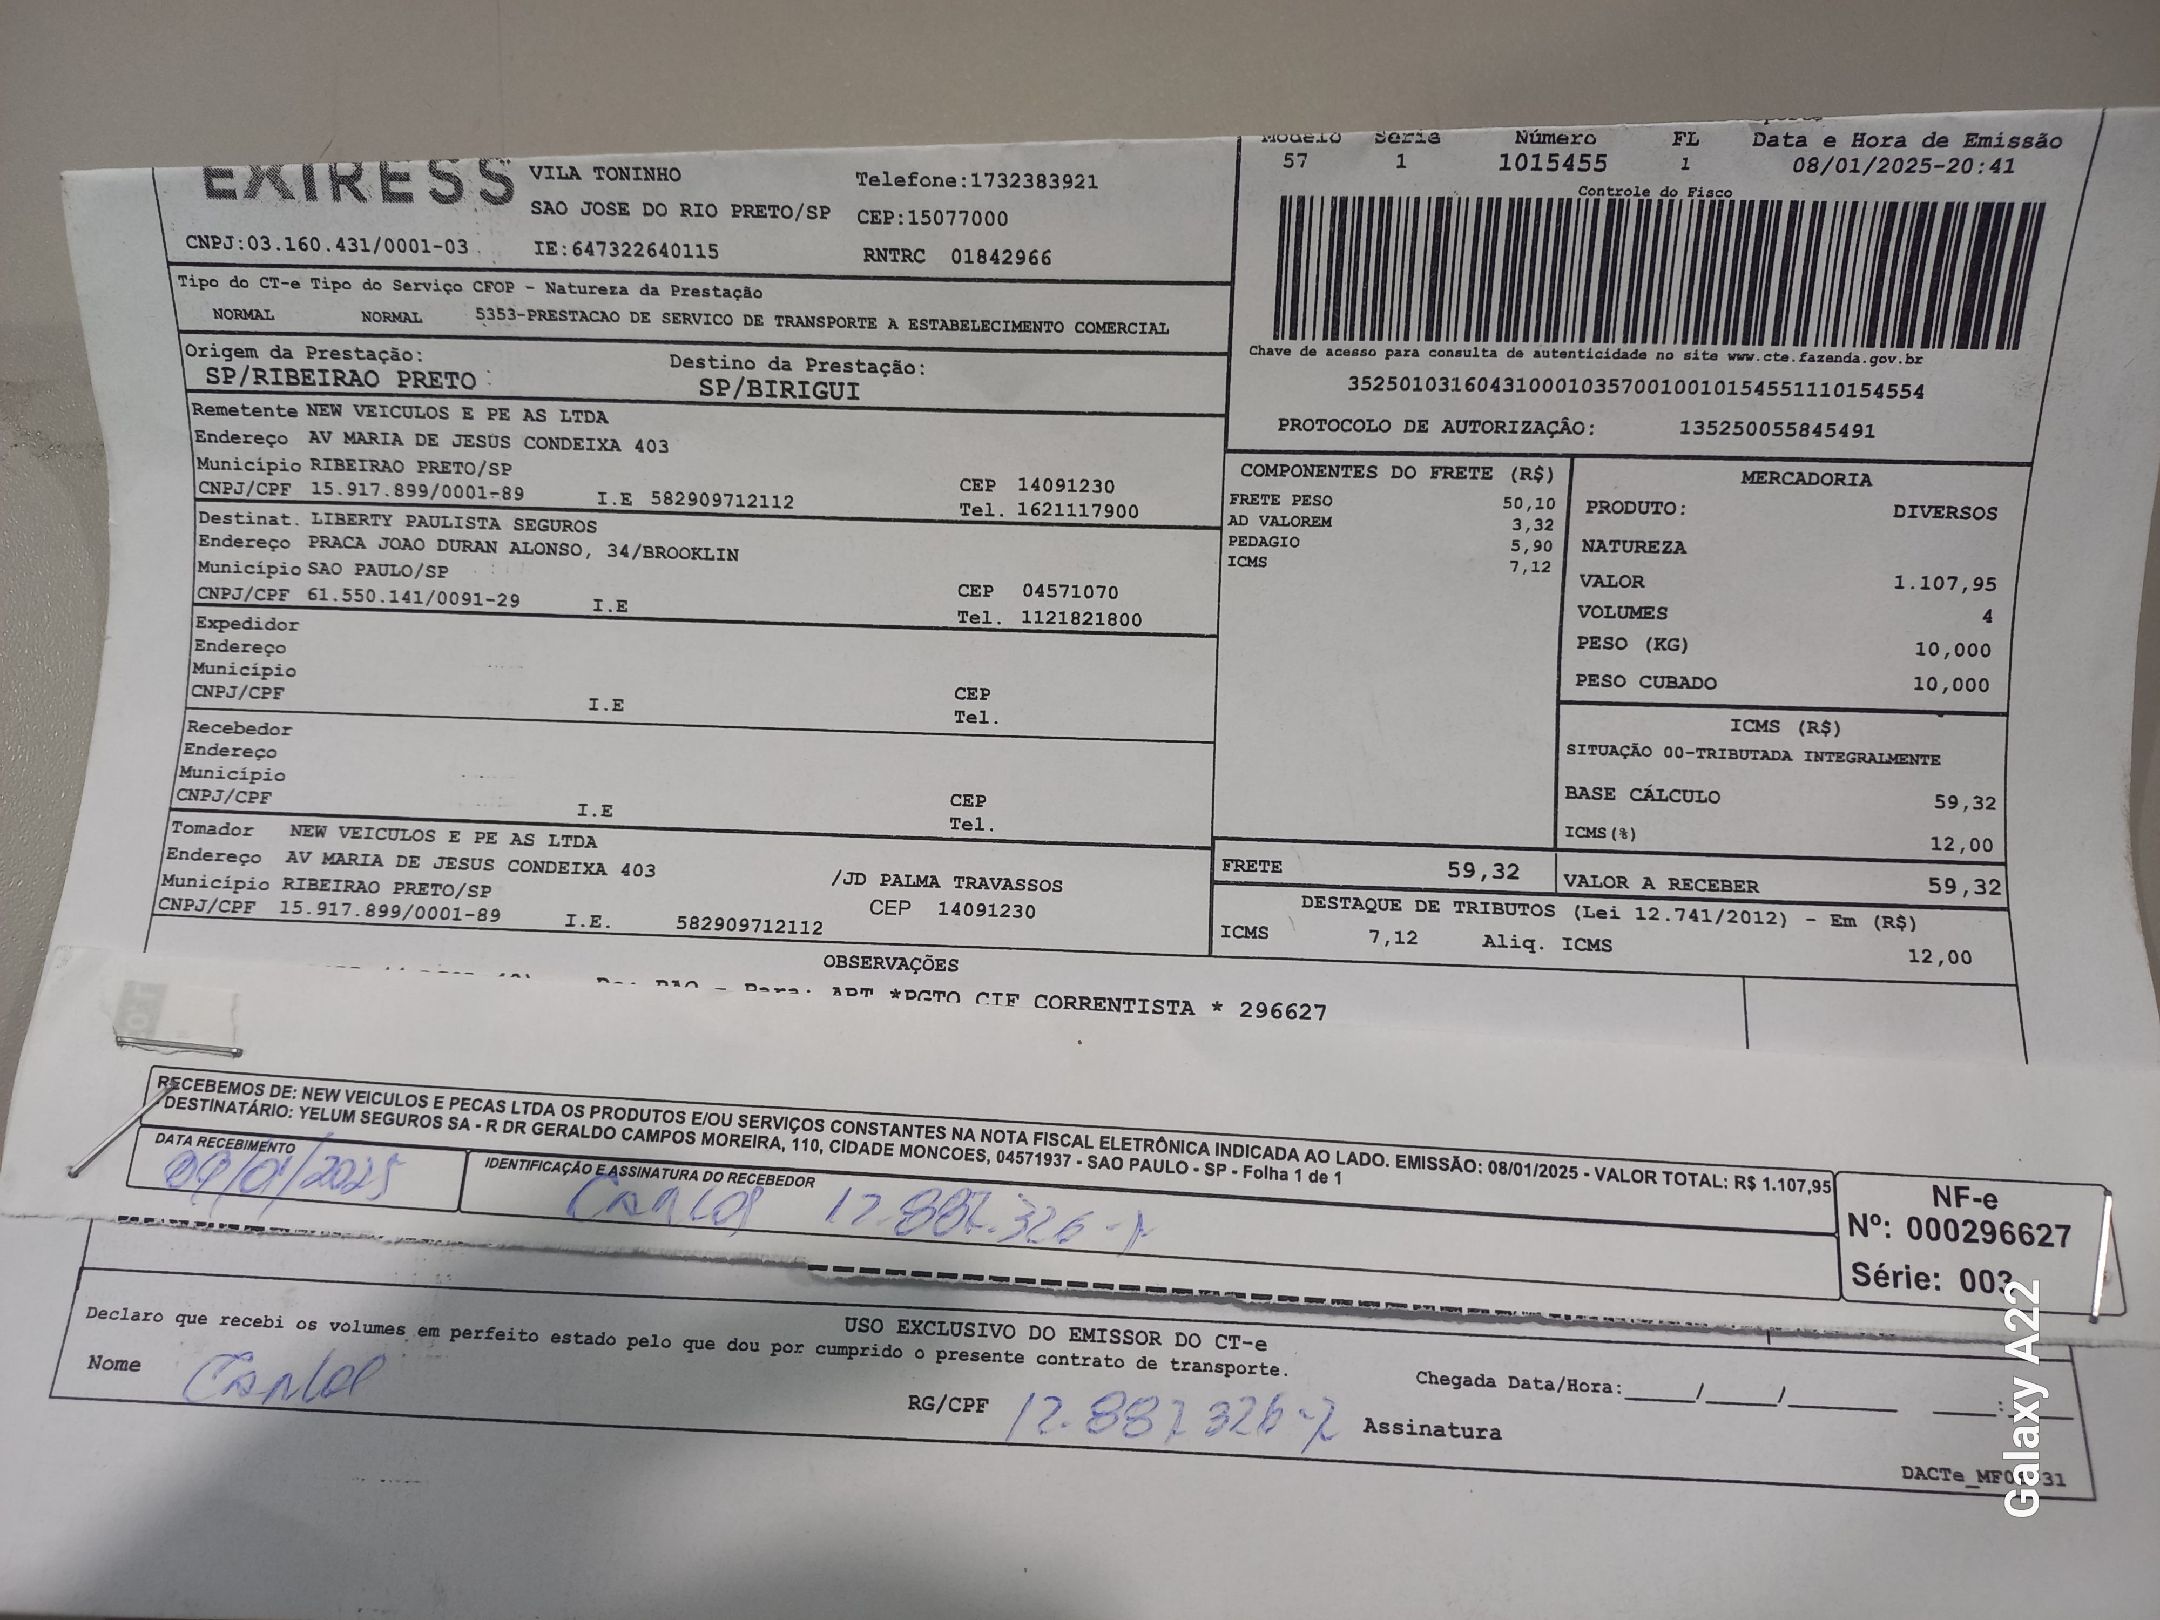 EXTRESS VILA TONINHO Telefone:1732383921
SAO JOSE DO RIO PRETO/SP CEP:15077000
CNPJ:03.160.431/0001-03 IE:647322640115 RNTRC 01842966
Modelo Serie Número FL Data e Hora de Emissão
57 1 1015455 1 08/01/2025-20:41
Controle do Fisco
Chave de acesso para consulta de autenticidade no site www.cte.fazenda.gov.br
35250103160431000103570010010154551110154554
PROTOCOLO DE AUTORIZAÇÃO: 135250055845491
Tipo do CT-e Tipo do Serviço CFOP - Natureza da Prestação
NORMAL NORMAL 5353-PRESTACAO DE SERVICO DE TRANSPORTE A ESTABELECIMENTO COMERCIAL
Origem da Prestação: Destino da Prestação:
SP/RIBEIRAO PRETO SP/BIRIGUI
Remetente NEW VEICULOS E PE AS LTDA
Endereço AV MARIA DE JESUS CONDEIXA 403
Município RIBEIRAO PRETO/SP CEP 14091230
CNPJ/CPF 15.917.899/0001-89 I.E 582909712112 Tel. 1621117900
Destinat. LIBERTY PAULISTA SEGUROS
Endereço PRACA JOAO DURAN ALONSO, 34/BROOKLIN
Município SAO PAULO/SP CEP 04571070
CNPJ/CPF 61.550.141/0091-29 I.E Tel. 1121821800
Expedidor
Endereço
Município CEP
CNPJ/CPF I.E Tel.
Recebedor
Endereço
Município CEP
CNPJ/CPF I.E Tel.
Tomador NEW VEICULOS E PE AS LTDA
Endereço AV MARIA DE JESUS CONDEIXA 403 /JD PALMA TRAVASSOS
Município RIBEIRAO PRETO/SP CEP 14091230
CNPJ/CPF 15.917.899/0001-89 I.E. 582909712112
COMPONENTES DO FRETE (R$)
FRETE PESO 50,10
AD VALOREM 3,32
PEDAGIO 5,90
ICMS 7,12
MERCADORIA
PRODUTO: DIVERSOS
NATUREZA
VALOR 1.107,95
VOLUMES 4
PESO (KG) 10,000
PESO CUBADO 10,000
ICMS (R$)
SITUAÇÃO 00-TRIBUTADA INTEGRALMENTE
BASE CÁLCULO 59,32
ICMS(%) 12,00
FRETE 59,32 VALOR A RECEBER 59,32
DESTAQUE DE TRIBUTOS (Lei 12.741/2012) - Em (R$)
ICMS 7,12 Aliq. ICMS 12,00
OBSERVAÇÕES
Para: *PGTO CIF CORRENTISTA * 296627
RECEBEMOS DE: NEW VEICULOS E PECAS LTDA OS PRODUTOS E/OU SERVIÇOS CONSTANTES NA NOTA FISCAL ELETRÔNICA INDICADA AO LADO. EMISSÃO: 08/01/2025 - VALOR TOTAL: R$ 1.107,95
DESTINATÁRIO: YELUM SEGUROS SA - R DR GERALDO CAMPOS MOREIRA, 110, CIDADE MONCOES, 04571937 - SAO PAULO - SP - Folha 1 de 1
DATA RECEBIMENTO IDENTIFICAÇÃO E ASSINATURA DO RECEBEDOR
09/01/2025 Carlos 12.887.326-7
NF-e
Nº: 000296627
Série: 003
USO EXCLUSIVO DO EMISSOR DO CT-e
Declaro que recebi os volumes em perfeito estado pelo que dou por cumprido o presente contrato de transporte.
Chegada Data/Hora:_____/_____/_______ ____:____
Nome Carlos RG/CPF 12.887 326-7 Assinatura
Galaxy A22